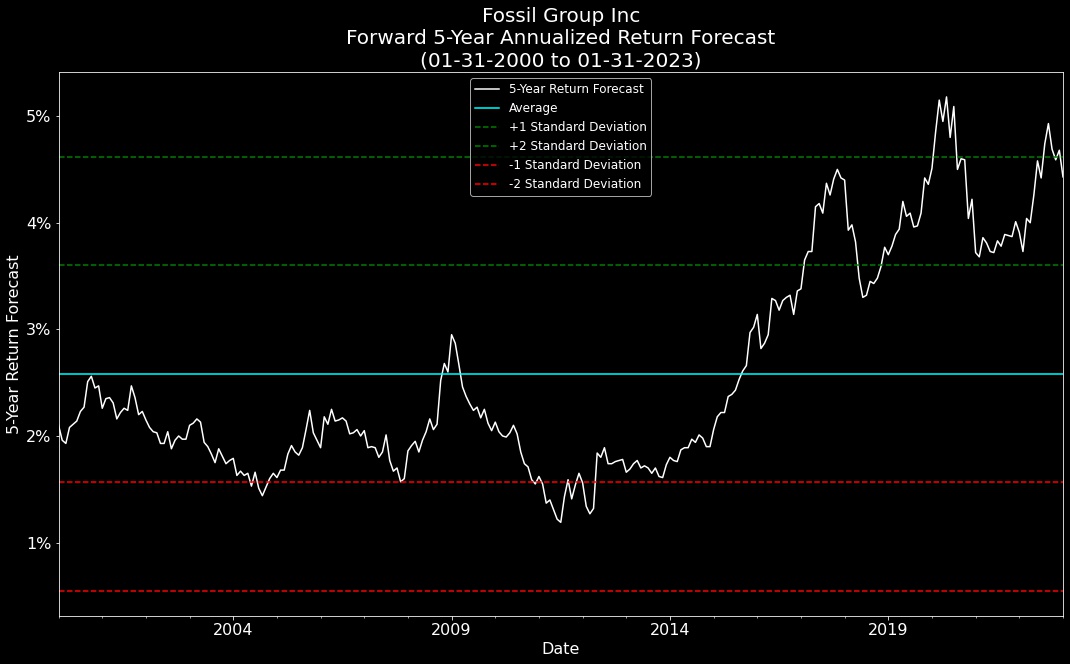 Fossil Group Inc
Forward 5-Year Annualized Return Forecast
(01-31-2000 to 01-31-2023)
5-Year Return Forecast
Average
+1 Standard Deviation
+2 Standard Deviation
-1 Standard Deviation
-2 Standard Deviation
5%
4%
3%
2%
1%
5-Year Return Forecast
2004
2009
2014
2019
Date